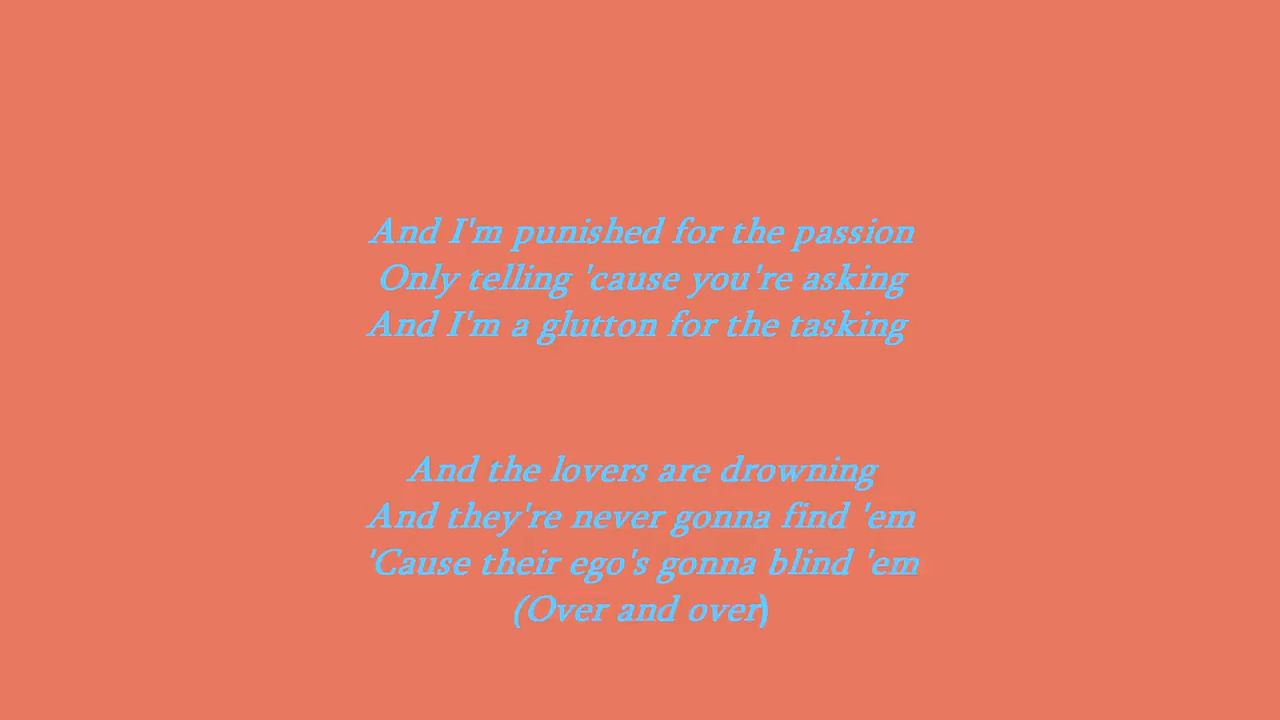 And I'm punished for the passion
Only telling 'cause you're asking
And I'm a glutton for the tasking
And the lovers are drowning
And they're never gonna find 'em
'Cause their ego's gonna blind 'em
(Over and over)